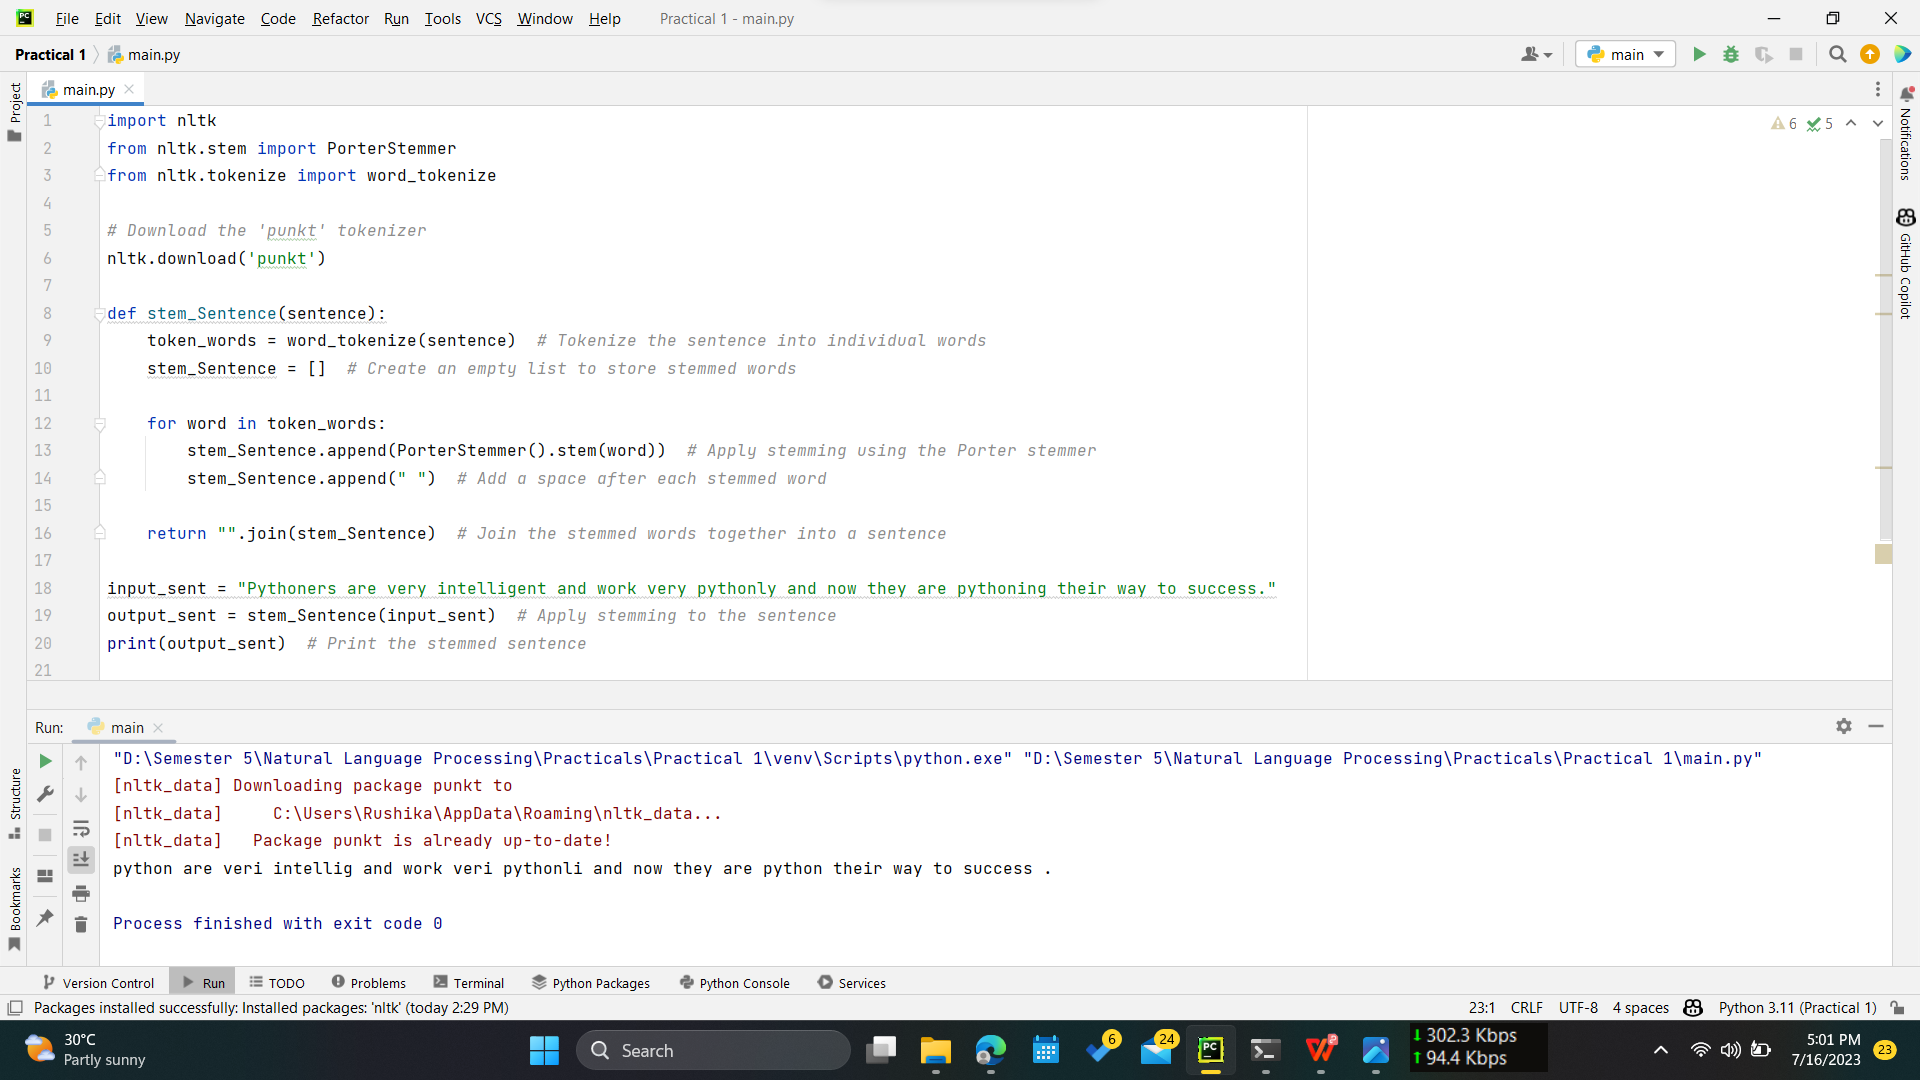 File Edit View Navigate Code Refactor Run Tools VCS Window Help Practical 1 - main.py
Practical 1 main.py main
Project
main.py
6 5
Notifications
GitHub Copilot
1 import nltk
2 from nltk.stem import PorterStemmer
3 from nltk.tokenize import word_tokenize
4
5 # Download the 'punkt' tokenizer
6 nltk.download('punkt')
7
8 def stem_Sentence(sentence):
9 token_words = word_tokenize(sentence) # Tokenize the sentence into individual words
10 stem_Sentence = [] # Create an empty list to store stemmed words
11
12 for word in token_words:
13 stem_Sentence.append(PorterStemmer().stem(word)) # Apply stemming using the Porter stemmer
14 stem_Sentence.append(" ") # Add a space after each stemmed word
15
16 return "".join(stem_Sentence) # Join the stemmed words together into a sentence
17
18 input_sent = "Pythoners are very intelligent and work very pythonly and now they are pythoning their way to success."
19 output_sent = stem_Sentence(input_sent) # Apply stemming to the sentence
20 print(output_sent) # Print the stemmed sentence
21
Run: main
Structure
Bookmarks
"D:\Semester 5\Natural Language Processing\Practicals\Practical 1\venv\Scripts\python.exe" "D:\Semester 5\Natural Language Processing\Practicals\Practical 1\main.py"
[nltk_data] Downloading package punkt to
[nltk_data] C:\Users\Rushika\AppData\Roaming\nltk_data...
[nltk_data] Package punkt is already up-to-date!
python are veri intellig and work veri pythonli and now they are python their way to success .
Process finished with exit code 0
Version Control Run TODO Problems Terminal Python Packages Python Console Services
Packages installed successfully: Installed packages: 'nltk' (today 2:29 PM) 23:1 CRLF UTF-8 4 spaces Python 3.11 (Practical 1)
30°C
Partly sunny
Search
6
24
PC
302.3 Kbps
94.4 Kbps
5:01 PM
7/16/2023
23